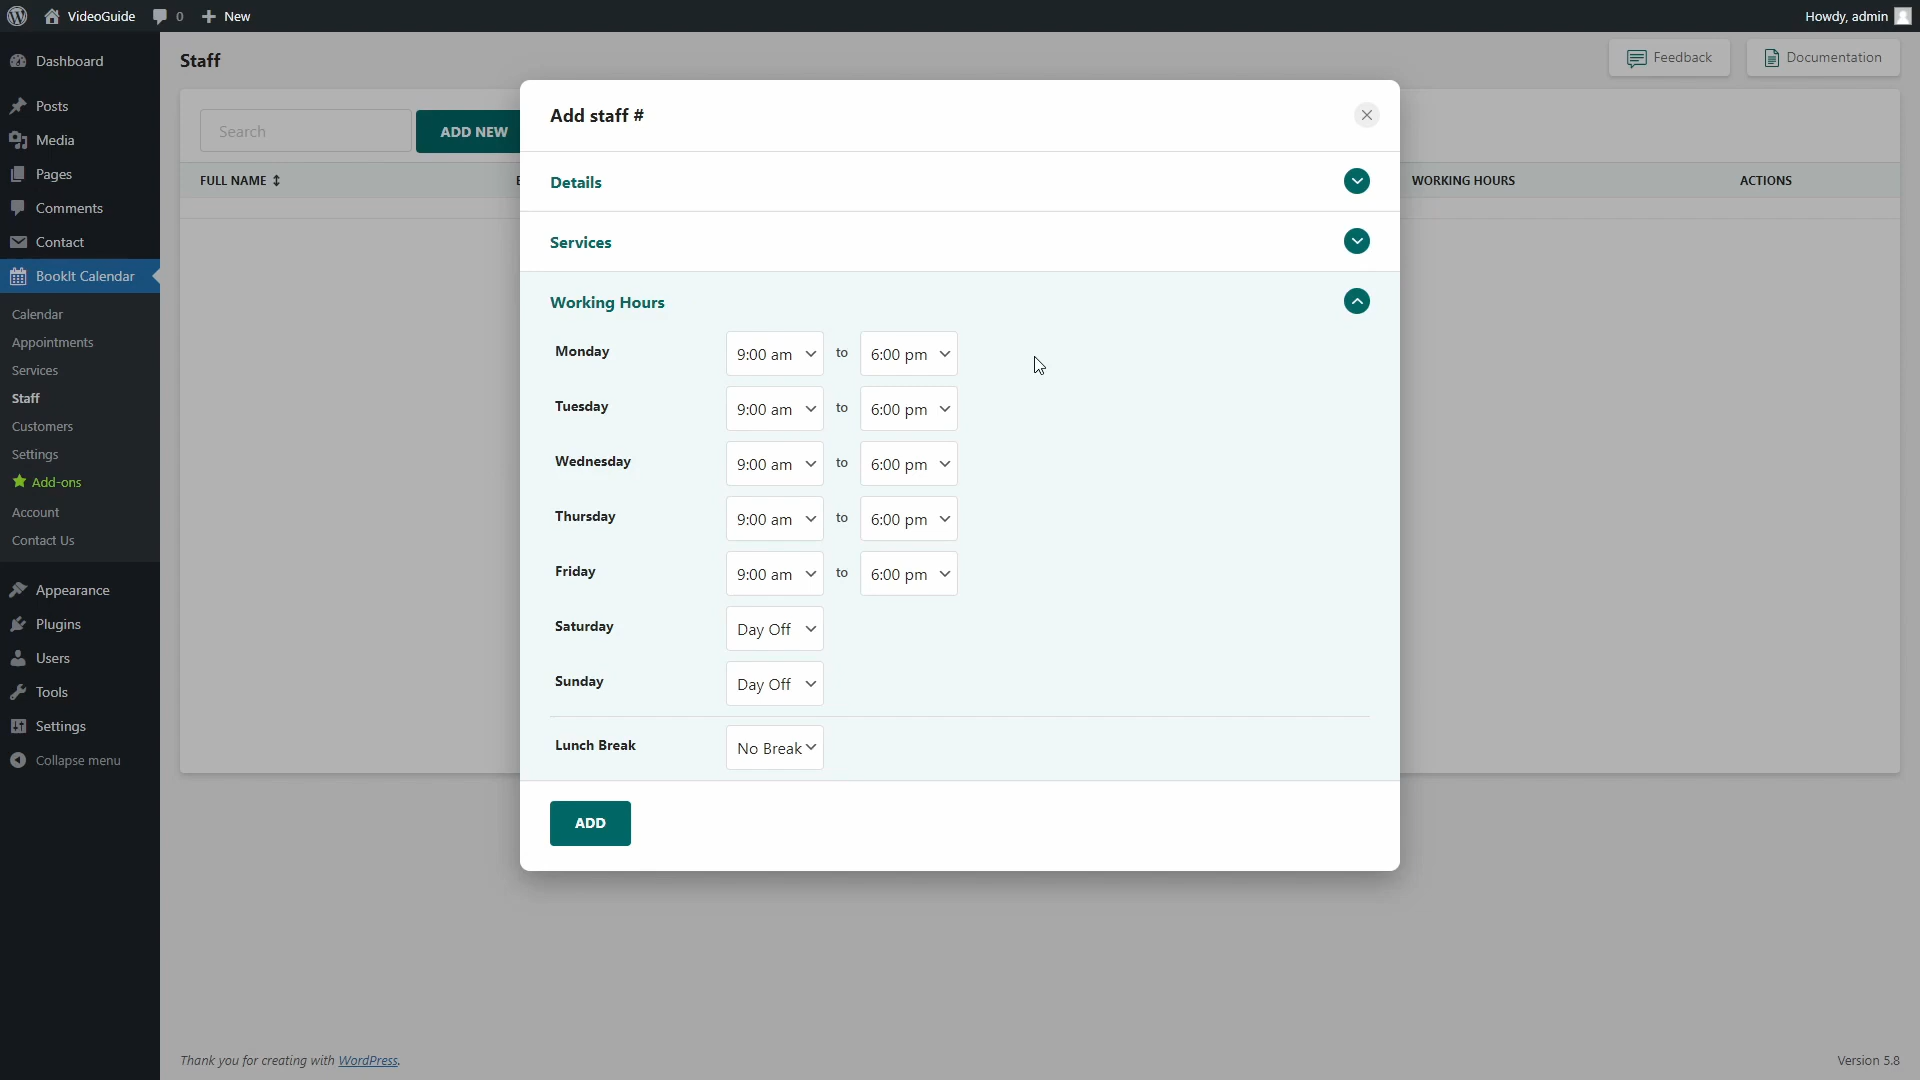 VideoGuide 0 New Howdy, admin
Dashboard
Posts
Media
Pages
Comments
Contact
BookIt Calendar
Calendar
Appointments
Services
Staff
Customers
Settings
Add-ons
Account
Contact Us
Appearance
Plugins
Users
Tools
Settings
Collapse menu
Staff
Feedback Documentation
Search ADD NEW
FULL NAME WORKING HOURS ACTIONS
Add staff #
Details
Services
Working Hours
Monday 9:00 am to 6:00 pm
Tuesday 9:00 am to 6:00 pm
Wednesday 9:00 am to 6:00 pm
Thursday 9:00 am to 6:00 pm
Friday 9:00 am to 6:00 pm
Saturday Day Off
Sunday Day Off
Lunch Break No Break
ADD
Thank you for creating with WordPress. Version 5.8